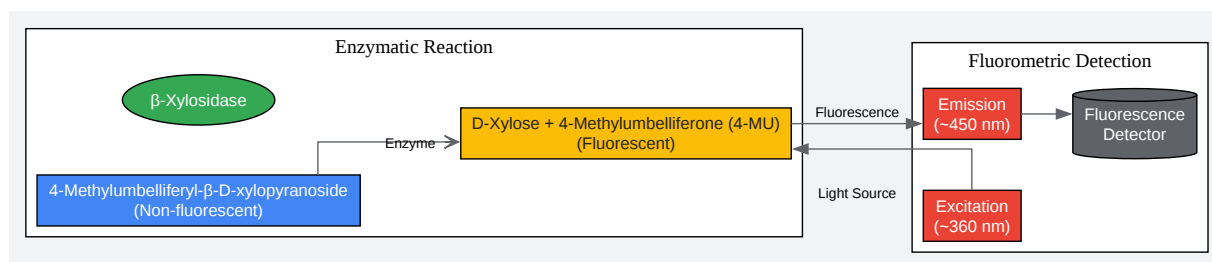 Enzymatic Reaction
β-Xylosidase
4-Methylumbelliferyl-β-D-xylopyranoside
(Non-fluorescent)
Enzyme
D-Xylose + 4-Methylumbelliferone (4-MU)
(Fluorescent)
Fluorescence
Light Source
Fluorometric Detection
Emission
(~450 nm)
Fluorescence
Detector
Excitation
(~360 nm)